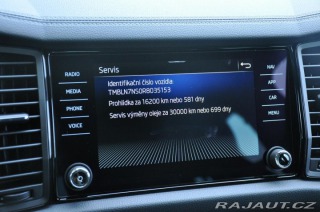 Servis
RADIO
MEDIA
PHONE
VOICE
Identifikační číslo vozidla:
TMBLN7NS0R8035153
Prohlídka za 16200 km nebo 581 dny
Servis výměny oleje za 30000 km nebo 699 dny
NAV
APP
CAR
MENU
RAJAUT.CZ